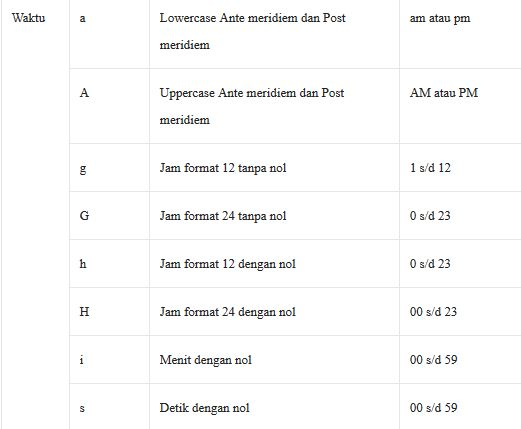 Waktu a Lowercase Ante meridiem dan Post am atau pm
meridiem
A Uppercase Ante meridiem dan Post AM atau PM
meridiem
g Jam format 12 tanpa nol 1 s/d 12
G Jam format 24 tanpa nol 0 s/d 23
h Jam format 12 dengan nol 0 s/d 23
H Jam format 24 dengan nol 00 s/d 23
i Menit dengan nol 00 s/d 59
s Detik dengan nol 00 s/d 59